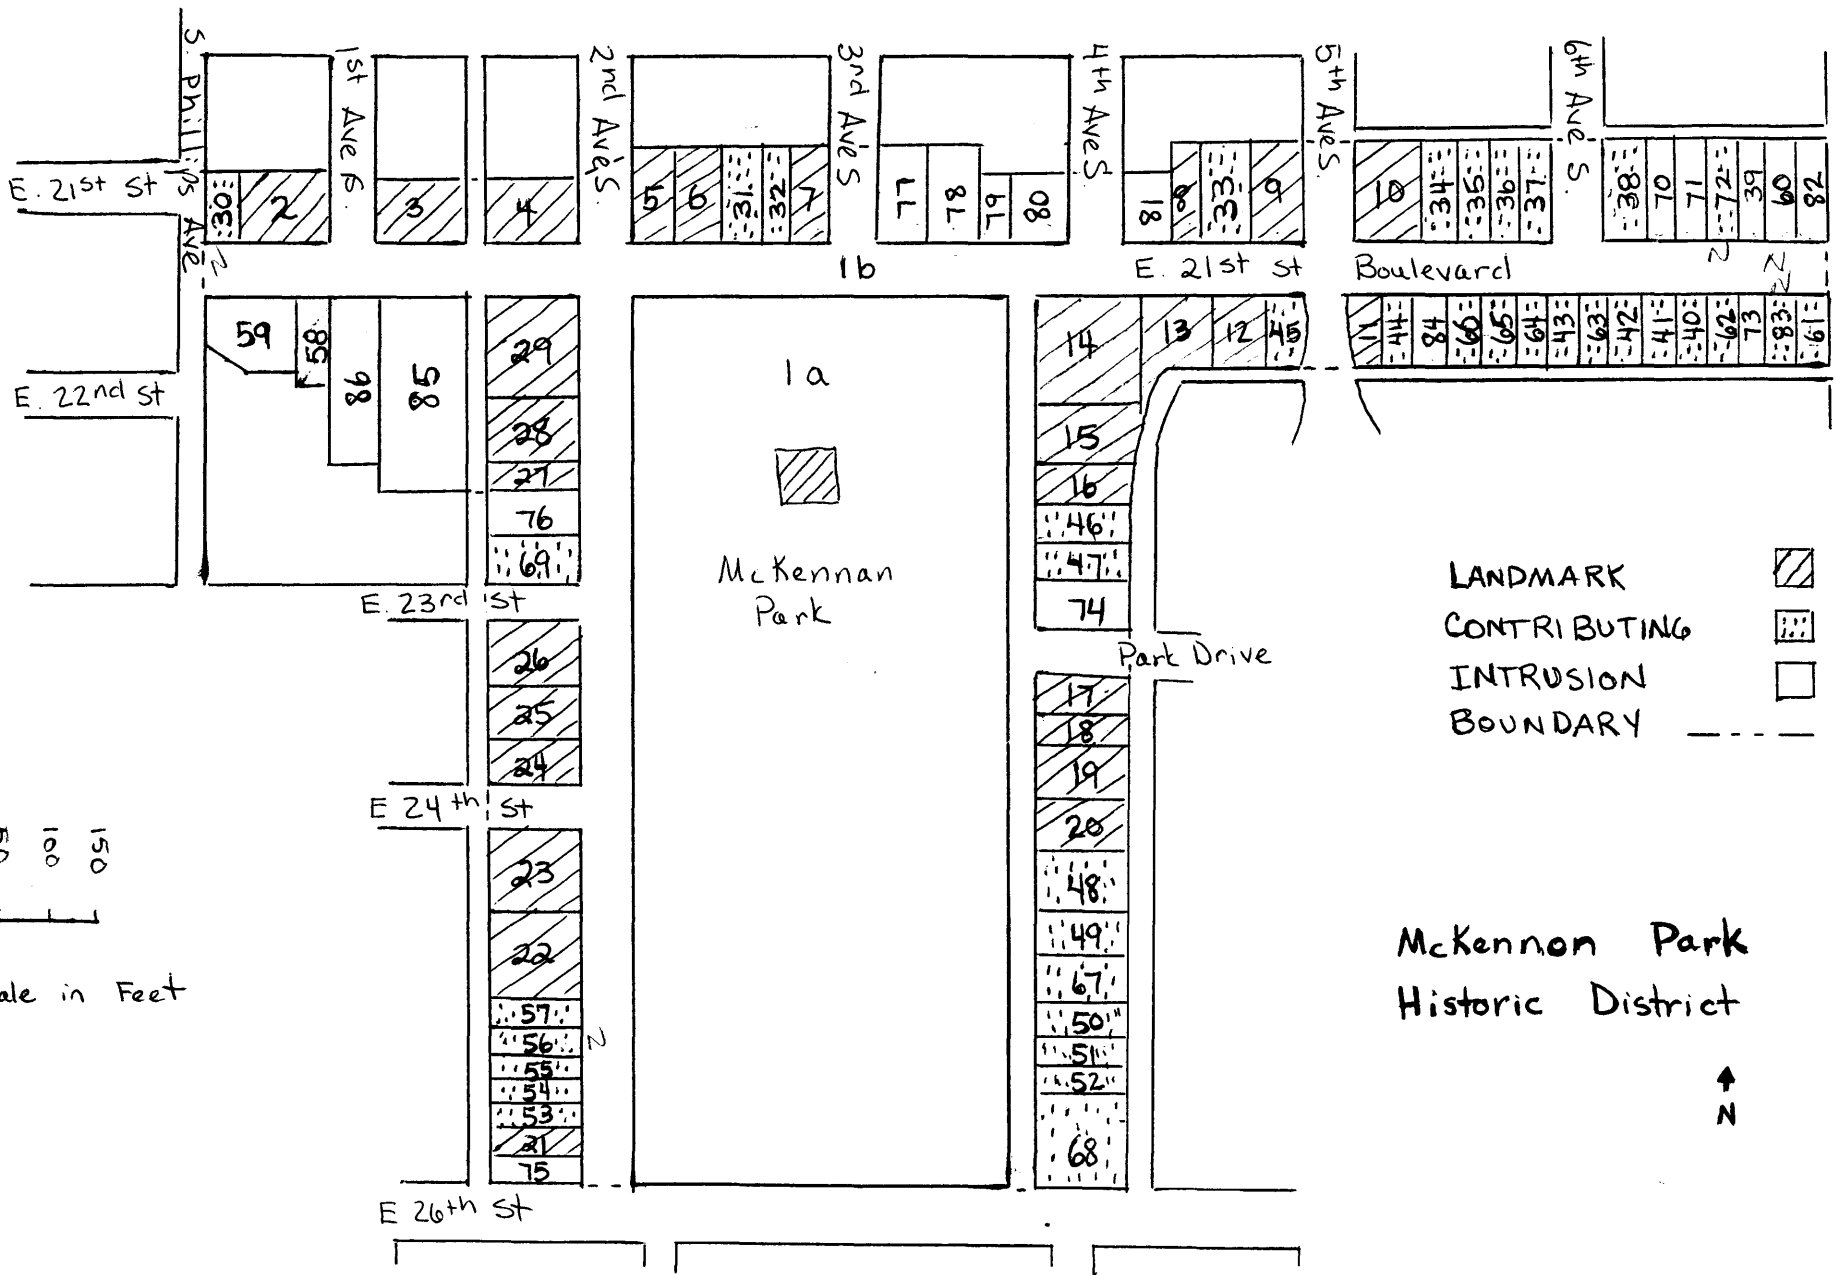 S. Phillips Ave
1st Ave S.
2nd Ave S.
3rd Ave S
4th Ave S
5th Ave S.
6th Ave S.
E. 21st St
30 2 3 4 5 6 31 32 7 77 78 79 80 81 8 33 9 10 34 35 36 37 38 70 71 72 39 60 82
1b
E. 21st St Boulevard
59 58 86 85 29 1a 14 13 12 45 11 44 84 66 65 64 43 63 42 41 40 62 73 83 61
E. 22nd St
28 15
27 16
76 46
69 47
McKennan
Park
74
E. 23rd St
Park Drive
26 17
25 18
24 19
E 24th St
20
23 48
22 49
67
57 50
56 51
55 52
54
53
21 68
75
E 26th St
LANDMARK
CONTRIBUTING
INTRUSION
BOUNDARY
50 100 150
ale in Feet
McKennon Park
Historic District
N